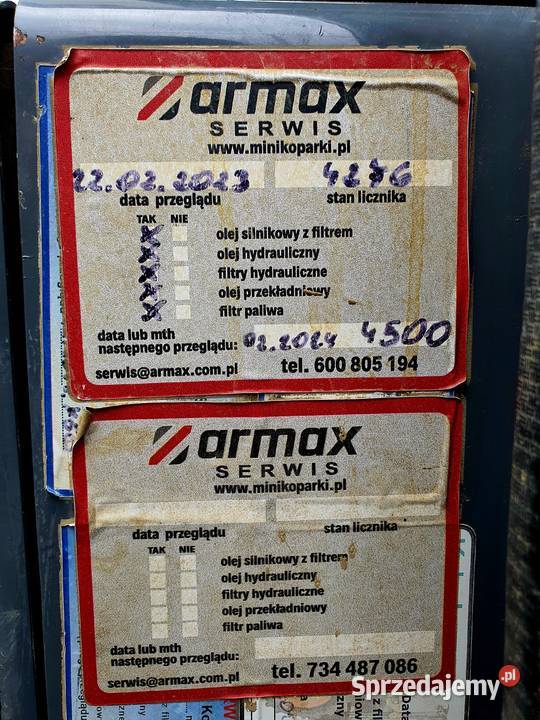 armax
SERWIS
www.minikoparki.pl
22.02.2023 4276
data przeglądu stan licznika
TAK NIE
X olej silnikowy z filtrem
X olej hydrauliczny
X filtry hydrauliczne
X olej przekładniowy
X filtr paliwa
data lub mth
następnego przeglądu: 02.2024 4500
serwis@armax.com.pl tel. 600 805 194
armax
SERWIS
www.minikoparki.pl
data przeglądu stan licznika
TAK NIE
olej silnikowy z filtrem
olej hydrauliczny
filtry hydrauliczne
olej przekładniowy
filtr paliwa
data lub mth
następnego przeglądu:
serwis@armax.com.pl tel. 734 487 086
Sprzedajemy.pl